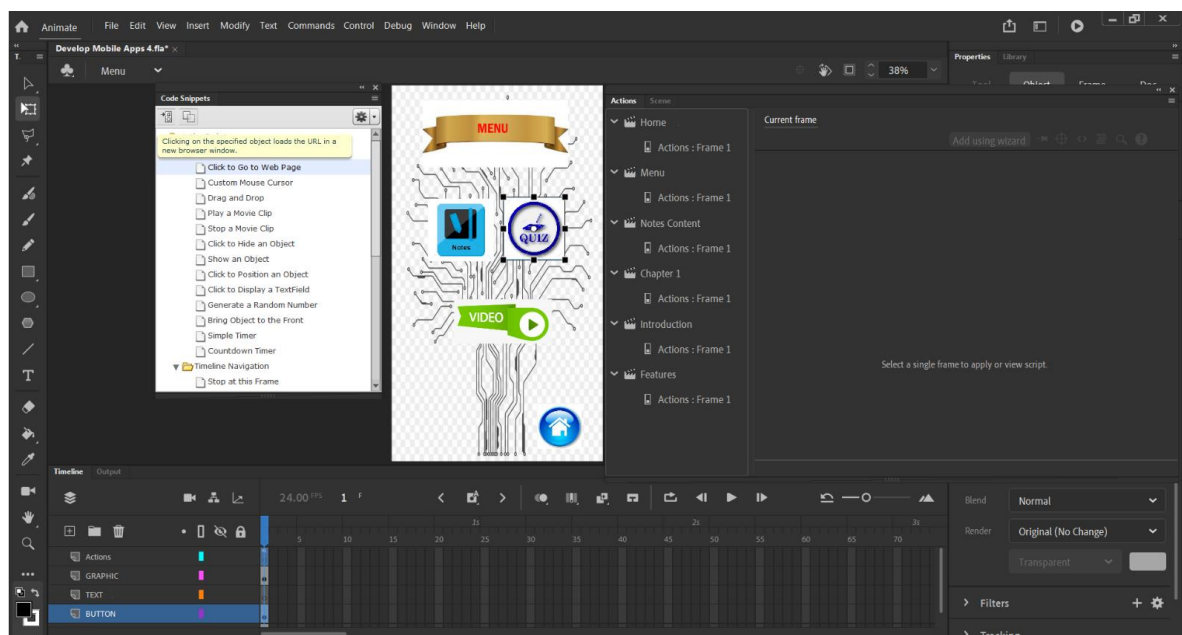 Animate File Edit View Insert Modify Text Commands Control Debug Window Help
Develop Mobile Apps 4.fla* ×
T.
Menu
38%
Properties Library
Tool Object Frame Doc
Code Snippets
Clicking on the specified object loads the URL in a
new browser window.
Click to Go to Web Page
Custom Mouse Cursor
Drag and Drop
Play a Movie Clip
Stop a Movie Clip
Click to Hide an Object
Show an Object
Click to Position an Object
Click to Display a TextField
Generate a Random Number
Bring Object to the Front
Simple Timer
Countdown Timer
Timeline Navigation
Stop at this Frame
MENU
Notes
QUIZ
VIDEO
Actions Scene
Home
Actions : Frame 1
Menu
Actions : Frame 1
Notes Content
Actions : Frame 1
Chapter 1
Actions : Frame 1
Introduction
Actions : Frame 1
Features
Actions : Frame 1
Current frame
Add using wizard
Select a single frame to apply or view script.
Timeline Output
24.00 FPS 1 F
1s 2s 3s
5 10 15 20 25 30 35 40 45 50 55 60 65 70
Actions
GRAPHIC
TEXT
BUTTON
Blend Normal
Render Original (No Change)
Transparent
Filters
Tracking